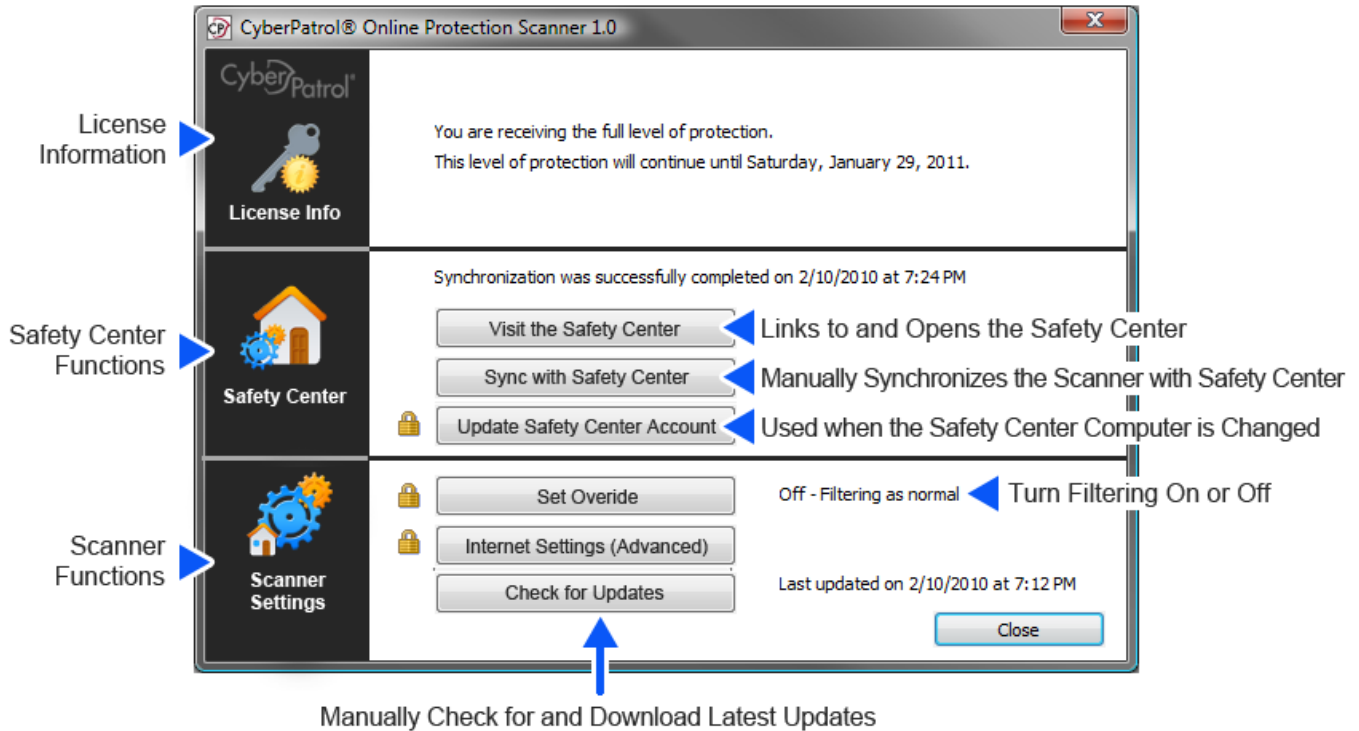 CyberPatrol® Online Protection Scanner 1.0
CyberPatrol
License
Information
License Info
You are receiving the full level of protection.
This level of protection will continue until Saturday, January 29, 2011.
Safety Center
Functions
Safety Center
Synchronization was successfully completed on 2/10/2010 at 7:24 PM
Visit the Safety Center
Links to and Opens the Safety Center
Sync with Safety Center
Manually Synchronizes the Scanner with Safety Center
Update Safety Center Account
Used when the Safety Center Computer is Changed
Scanner
Functions
Scanner
Settings
Set Overide
Off - Filtering as normal
Turn Filtering On or Off
Internet Settings (Advanced)
Check for Updates
Last updated on 2/10/2010 at 7:12 PM
Close
Manually Check for and Download Latest Updates